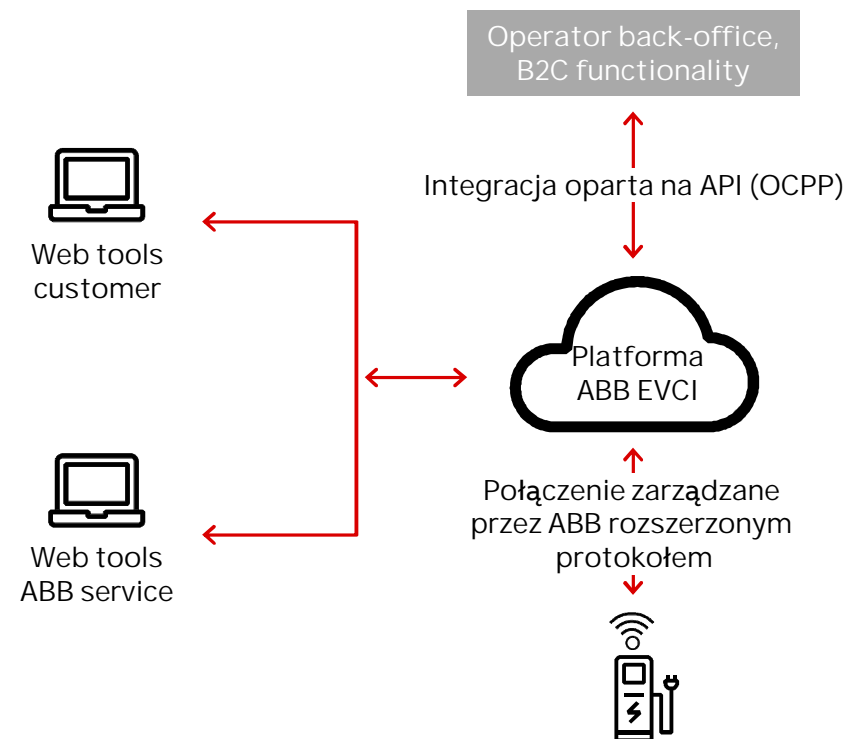 Operator back-office,
B2C functionality
Integracja oparta na API (OCPP)
Web tools
customer
Platforma
ABB EVCI
Połączenie zarządzane
przez ABB rozszerzonym
protokołem
Web tools
ABB service